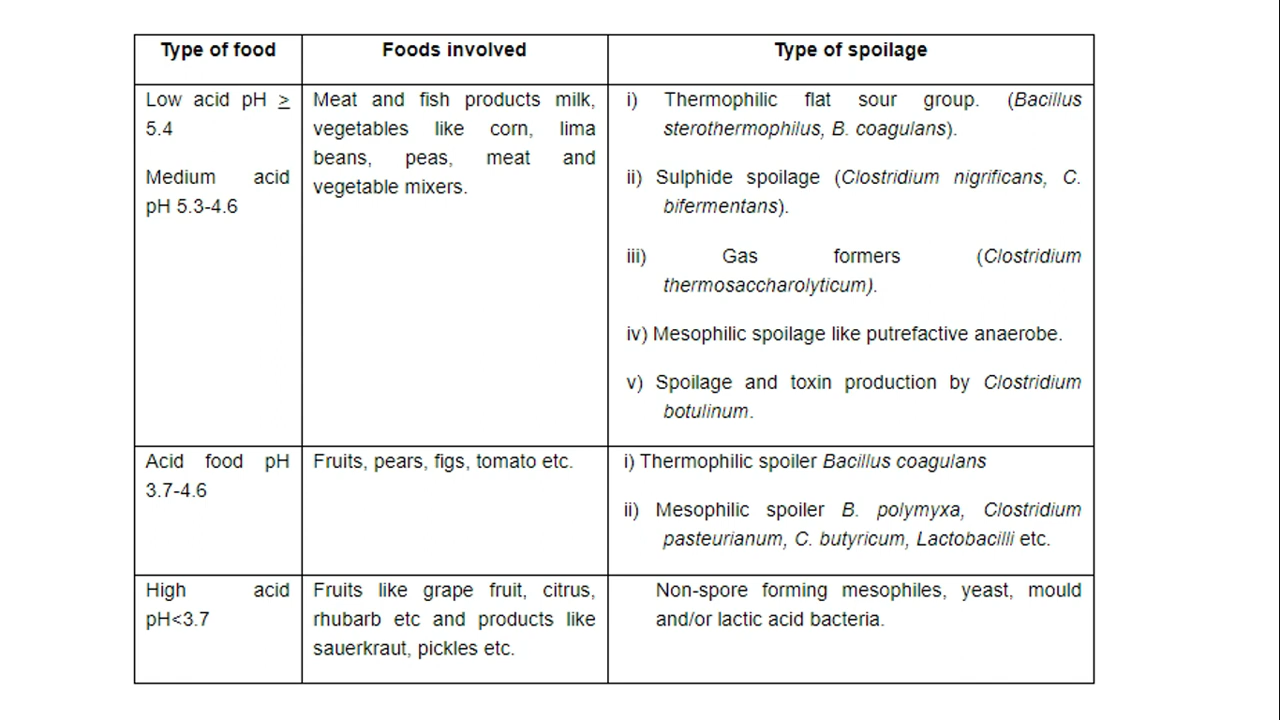 Type of food
Foods involved
Type of spoilage
Low acid pH ≥
5.4
Medium acid
pH 5.3-4.6
Meat and fish products milk,
vegetables like corn, lima
beans, peas, meat and
vegetable mixers.
i) Thermophilic flat sour group. (Bacillus
sterothermophilus, B. coagulans).
ii) Sulphide spoilage (Clostridium nigrificans, C.
bifermentans).
iii) Gas formers (Clostridium
thermosaccharolyticum).
iv) Mesophilic spoilage like putrefactive anaerobe.
v) Spoilage and toxin production by Clostridium
botulinum.
Acid food pH
3.7-4.6
Fruits, pears, figs, tomato etc.
i) Thermophilic spoiler Bacillus coagulans
ii) Mesophilic spoiler B. polymyxa, Clostridium
pasteurianum, C. butyricum, Lactobacilli etc.
High acid
pH<3.7
Fruits like grape fruit, citrus,
rhubarb etc and products like
sauerkraut, pickles etc.
Non-spore forming mesophiles, yeast, mould
and/or lactic acid bacteria.